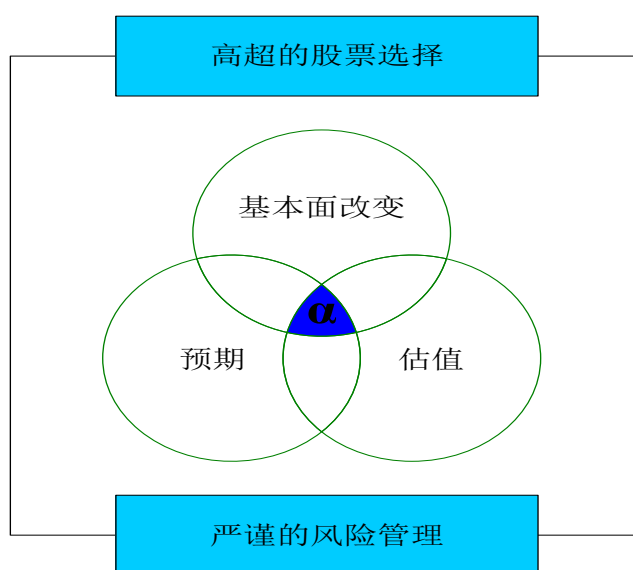 高超的股票选择
基本面改变
α
预期
估值
严谨的风险管理